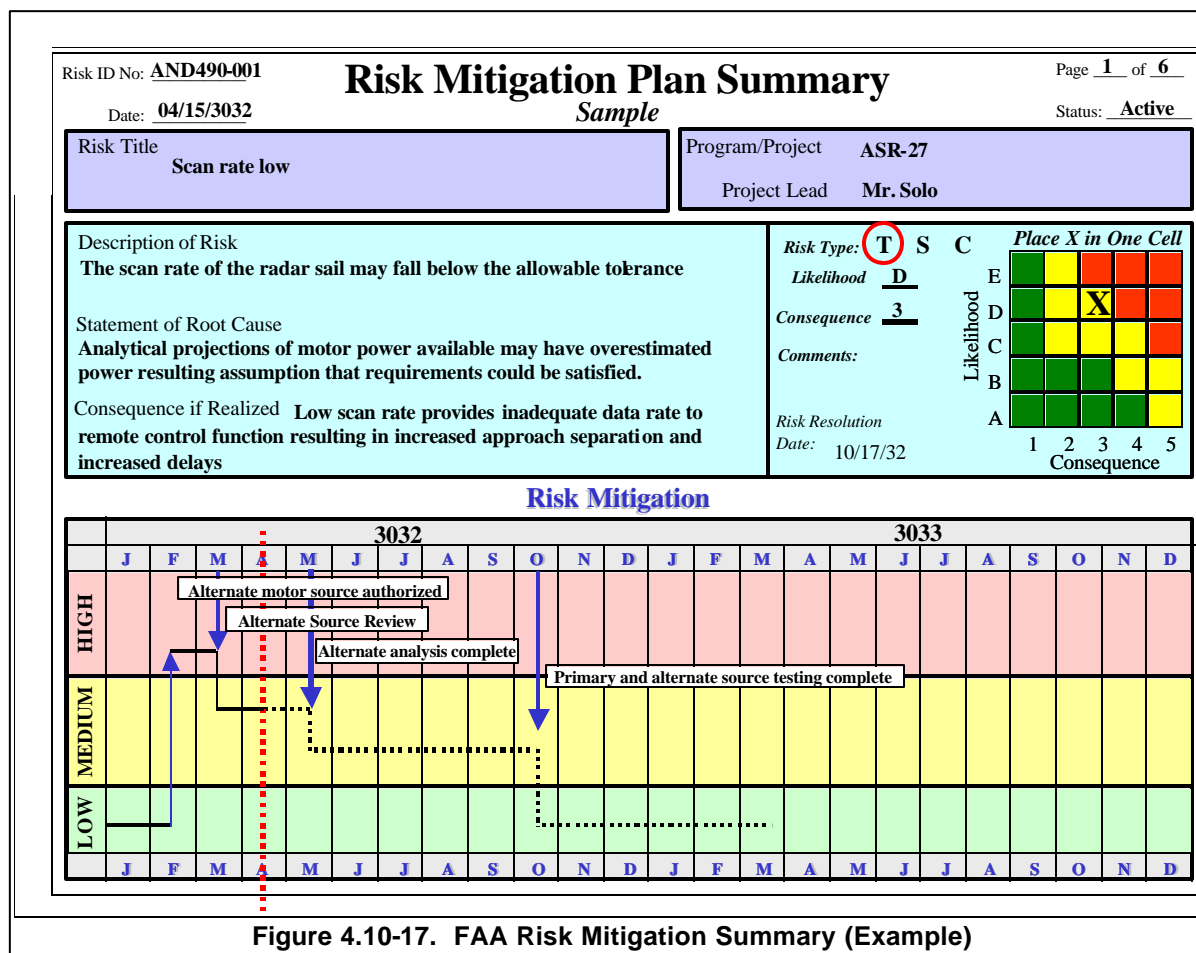 Risk ID No: AND490-001
Risk Mitigation Plan Summary
Page 1 of 6
Date: 04/15/3032
Sample
Status: Active
Risk Title
Scan rate low
Program/Project ASR-27
Project Lead Mr. Solo
Description of Risk
The scan rate of the radar sail may fall below the allowable tolerance
Statement of Root Cause
Analytical projections of motor power available may have overestimated
power resulting assumption that requirements could be satisfied.
Consequence if Realized Low scan rate provides inadequate data rate to
remote control function resulting in increased approach separation and
increased delays
Risk Type: T S C
Likelihood D
Consequence 3
Comments:
Risk Resolution
Date: 10/17/32
Place X in One Cell
Likelihood
E
D X
C
B
A
1 2 3 4 5
Consequence
Risk Mitigation
3032 3033
J F M A M J J A S O N D J F M A M J J A S O N D
HIGH
Alternate motor source authorized
Alternate Source Review
Alternate analysis complete
Primary and alternate source testing complete
MEDIUM
LOW
J F M A M J J A S O N D J F M A M J J A S O N D
Figure 4.10-17. FAA Risk Mitigation Summary (Example)